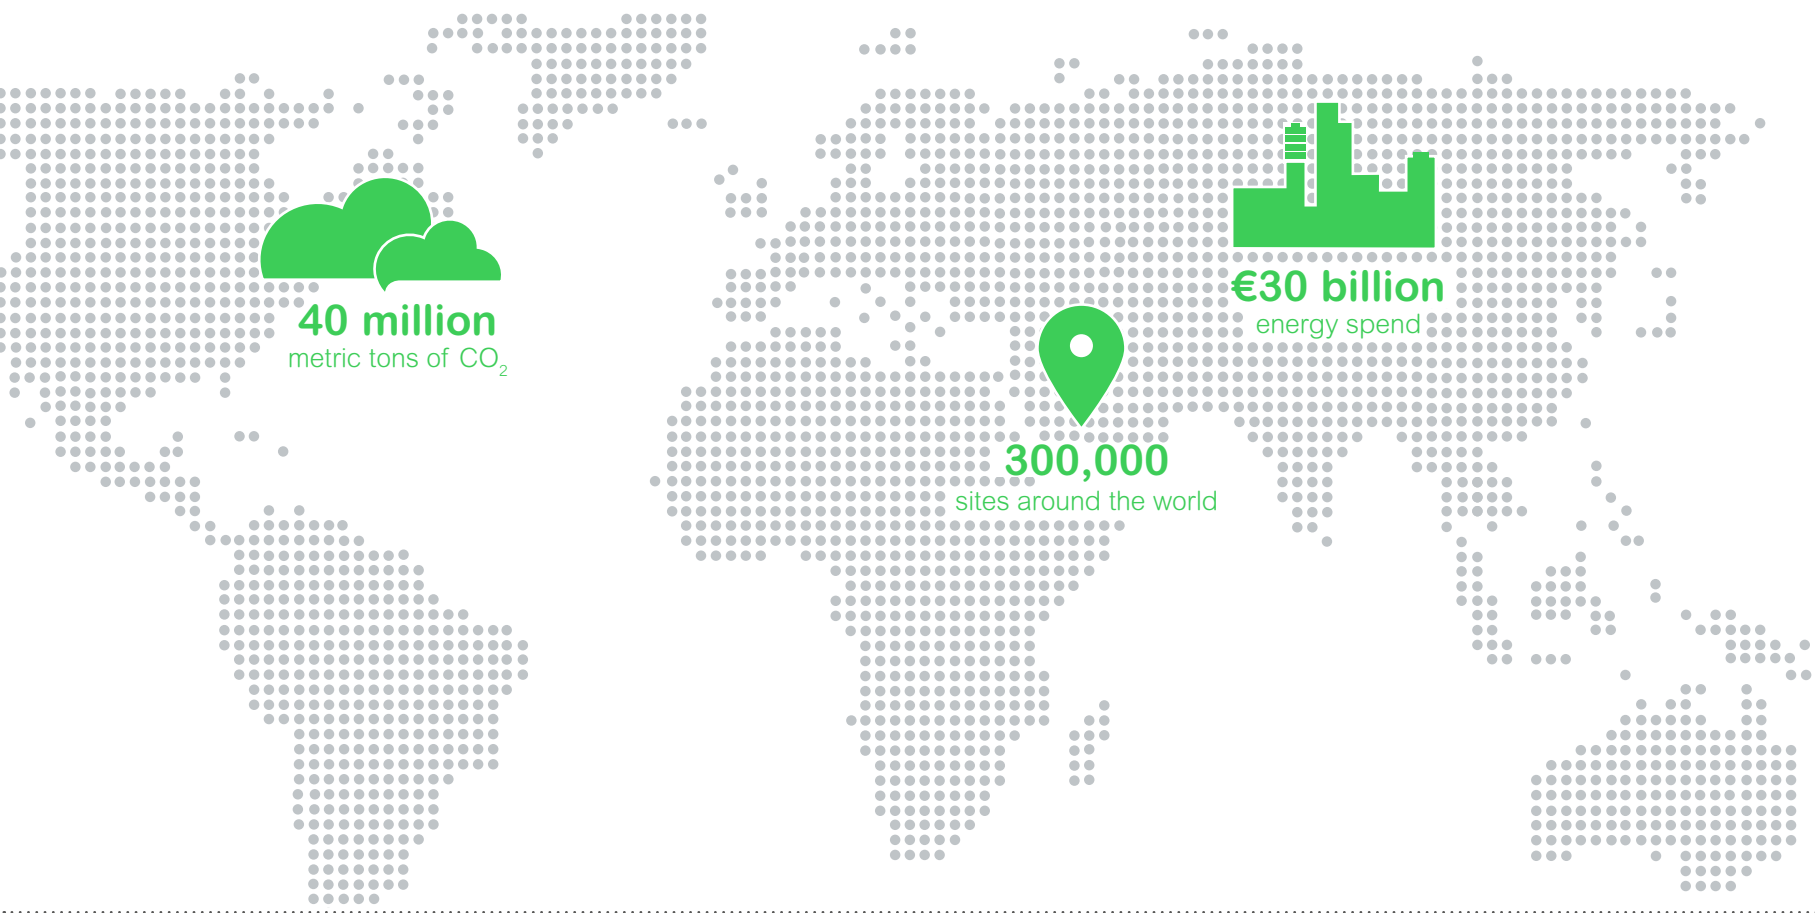 40 million
metric tons of CO₂
€30 billion
energy spend
300,000
sites around the world